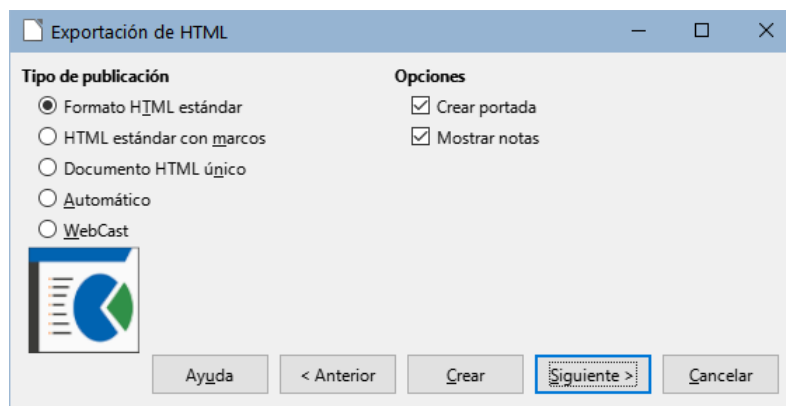 Exportación de HTML
Tipo de publicación
Formato HTML estándar
HTML estándar con marcos
Documento HTML único
Automático
WebCast
Opciones
Crear portada
Mostrar notas
Ayuda
< Anterior
Crear
Siguiente >
Cancelar